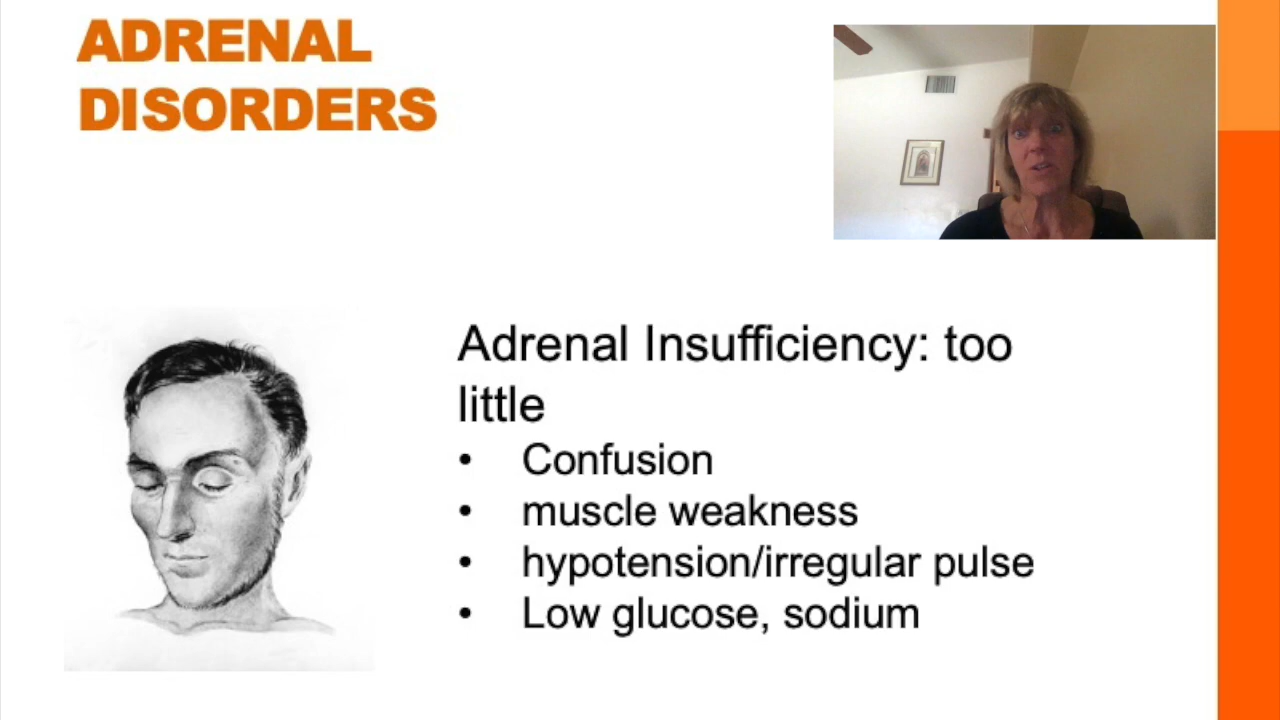 ADRENAL
DISORDERS
Adrenal Insufficiency: too
little
• Confusion
• muscle weakness
• hypotension/irregular pulse
• Low glucose, sodium